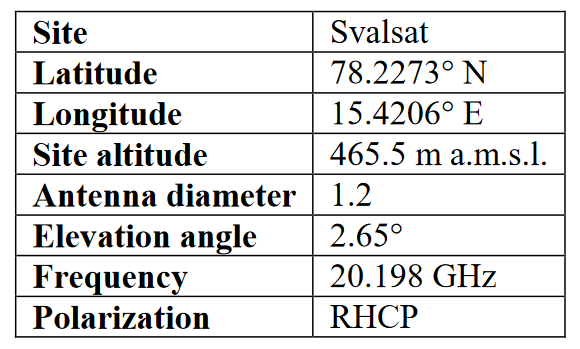 Site Svalsat
Latitude 78.2273° N
Longitude 15.4206° E
Site altitude 465.5 m a.m.s.l.
Antenna diameter 1.2
Elevation angle 2.65°
Frequency 20.198 GHz
Polarization RHCP